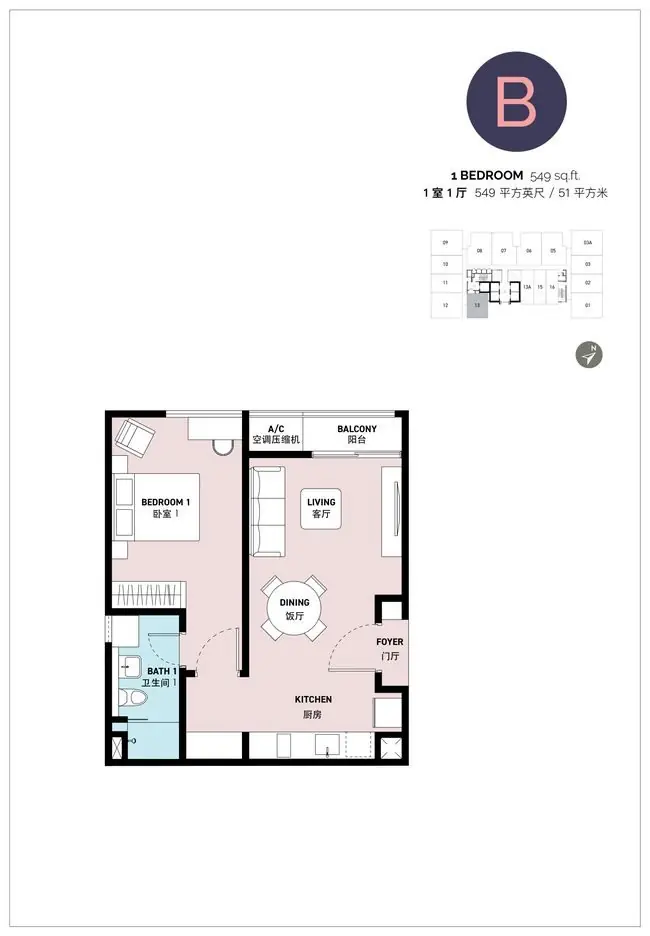 B
1 BEDROOM 549 sq.ft.
1 室 1 厅 549 平方英尺 / 51 平方米
09
08
07
06
05
03A
10
03
11
13A
15
16
02
12
13
01
N
A/C
空调压缩机
BALCONY
阳台
BEDROOM 1
卧室 1
LIVING
客厅
DINING
饭厅
FOYER
门厅
BATH 1
卫生间 1
KITCHEN
厨房